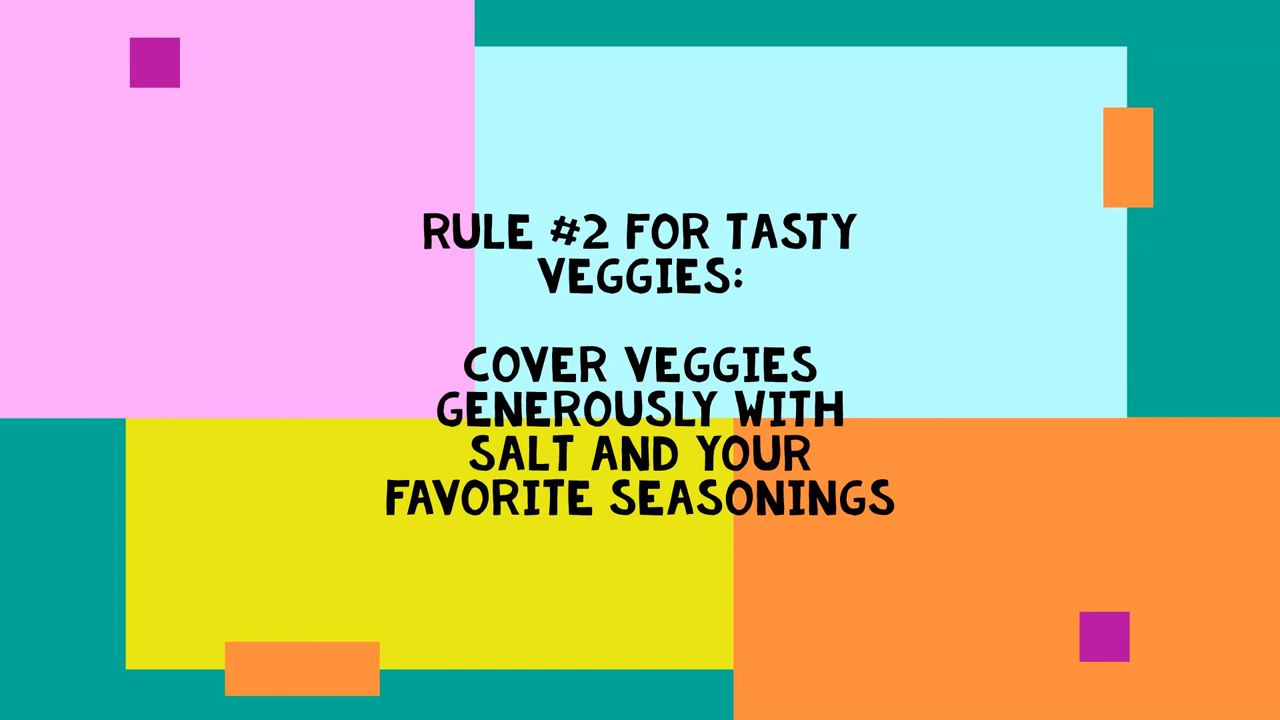 RULE #2 FOR TASTY
VEGGIES:
COVER VEGGIES
GENEROUSLY WITH
SALT AND YOUR
FAVORITE SEASONINGS